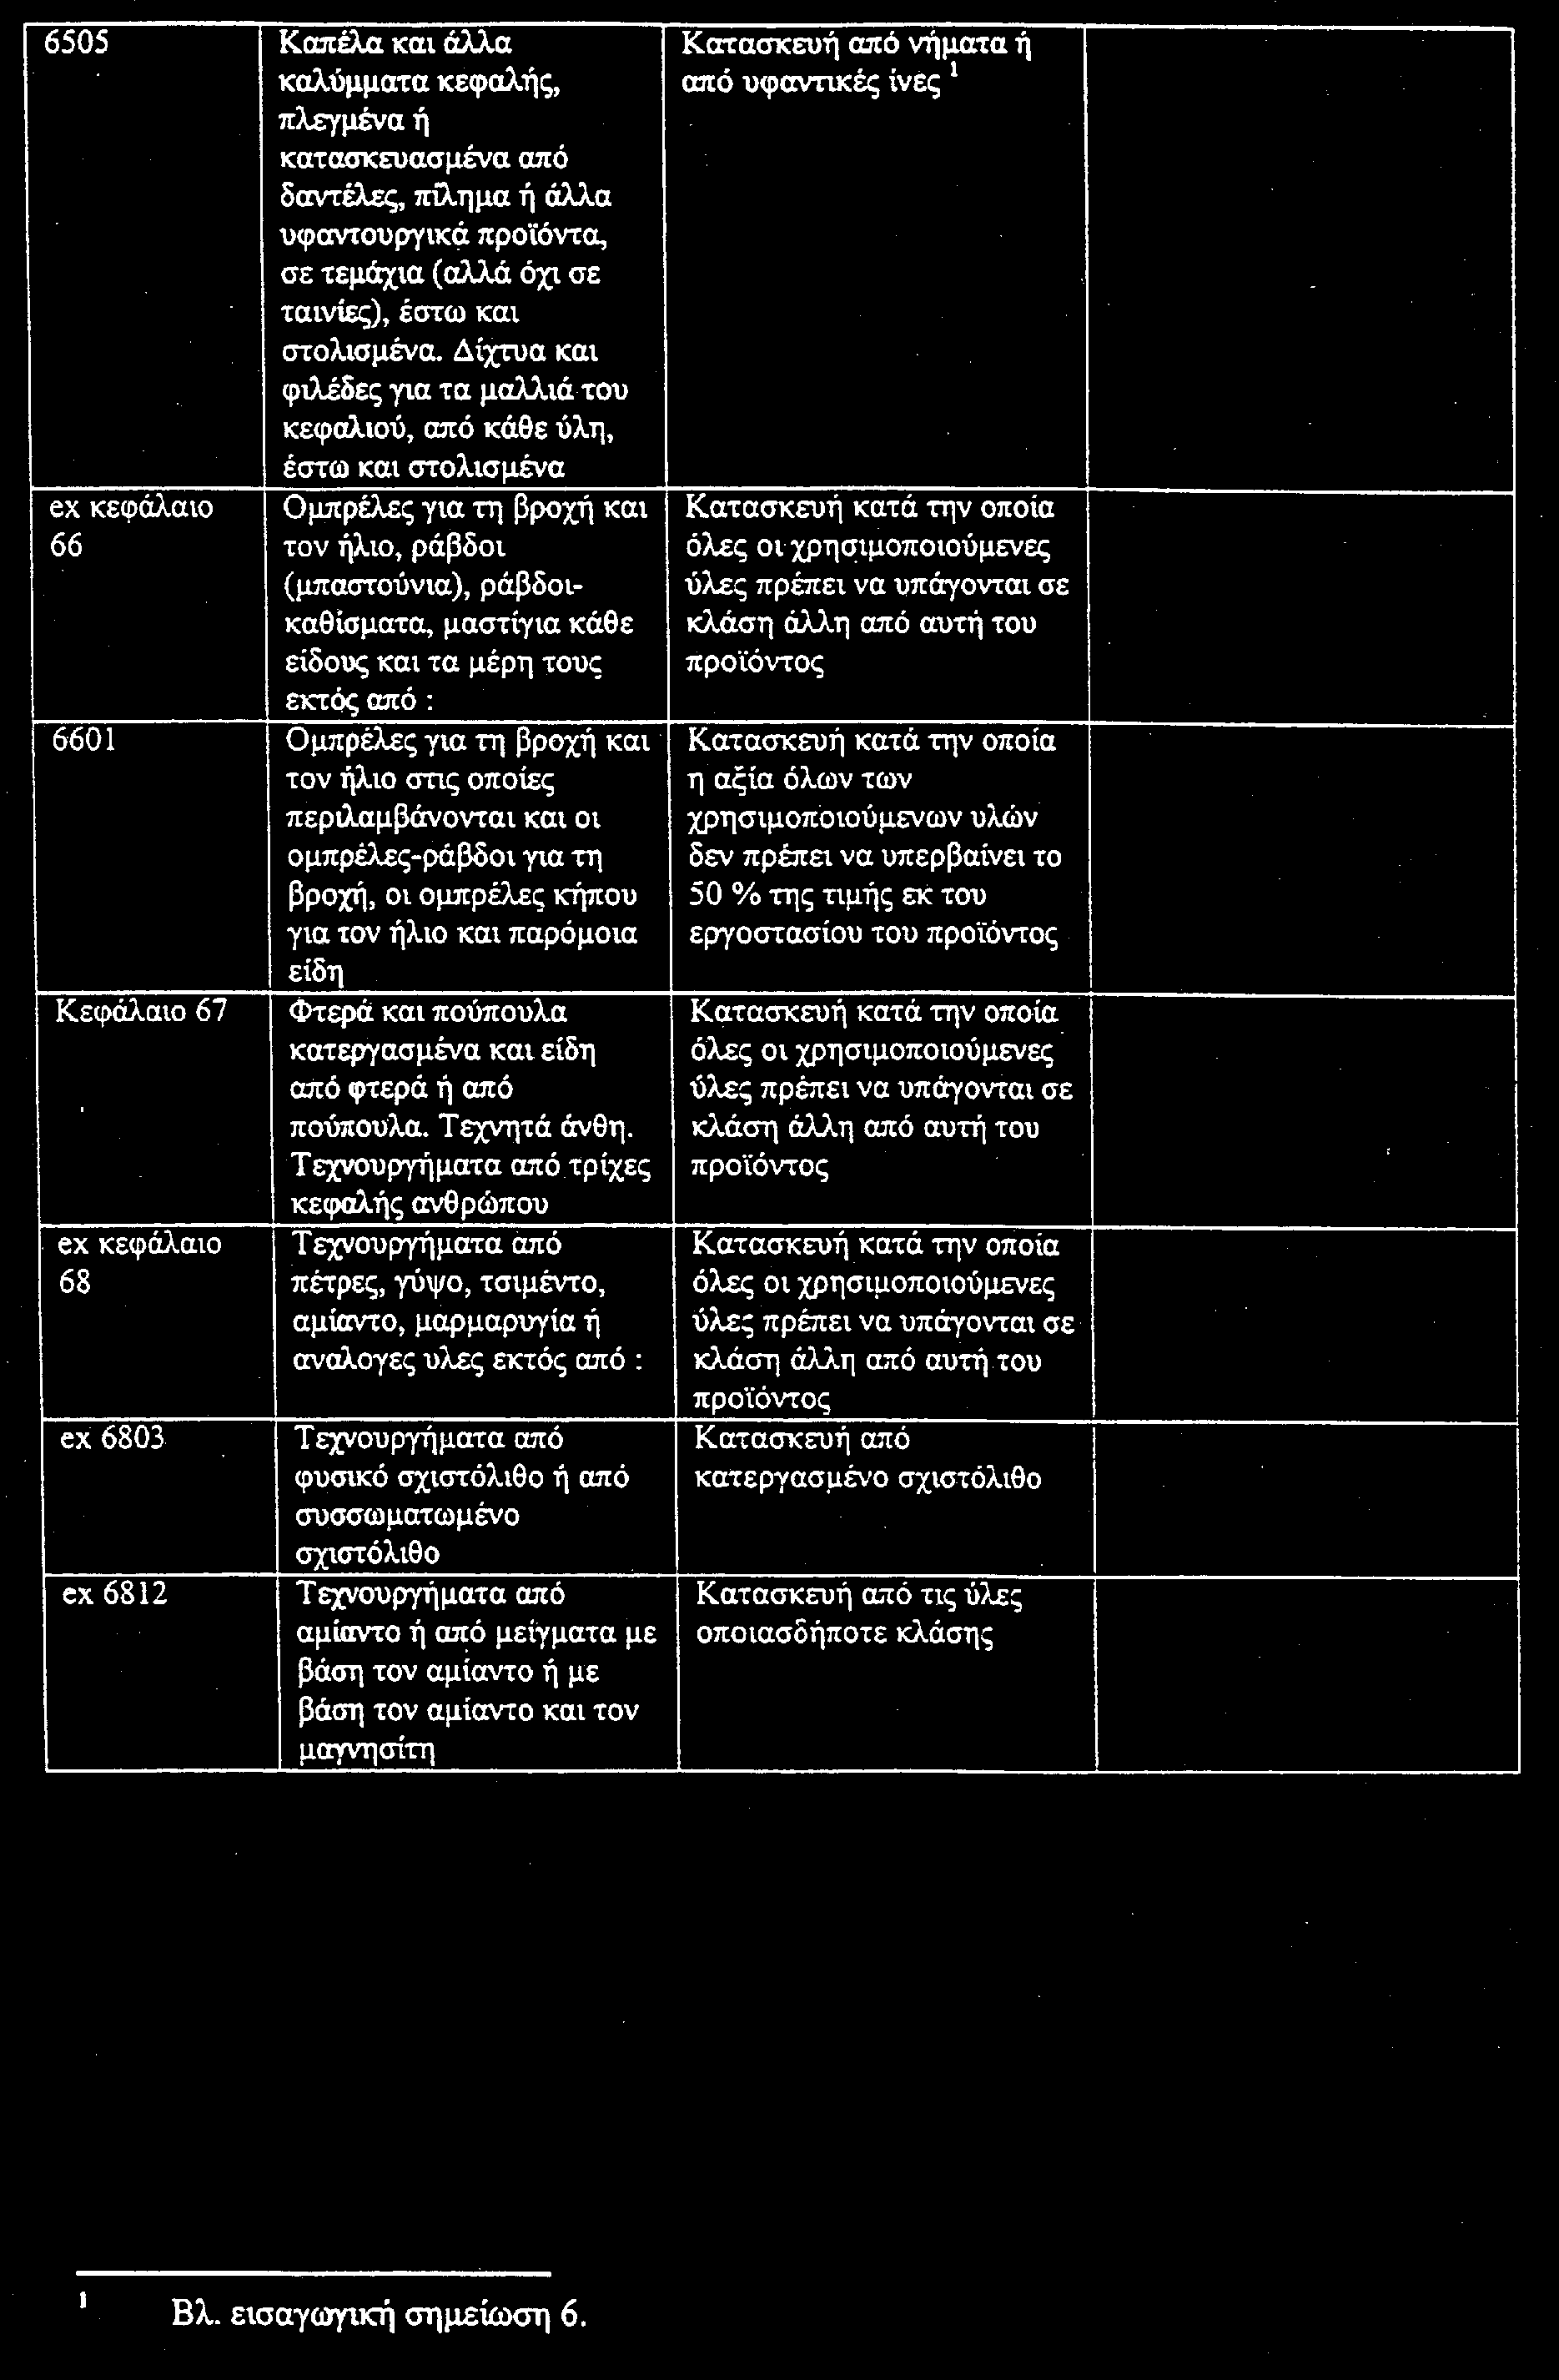 6505
Καπέλα και άλλα
καλύμματα κεφαλής,
πλεγμένα ή
κατασκευασμένα από
δαντέλες, πίλημα ή άλλα
υφαντουργικά προϊόντα,
σε τεμάχια (αλλά όχι σε
ταινίες), έστω και
στολισμένα. Δίχτυα και
φιλέδες για τα μαλλιά του
κεφαλιού, από κάθε ύλη,
έστω και στολισμένα
Κατασκευή από νήματα ή
από υφαντικές ίνες 1
ex κεφάλαιο
66
Ομπρέλες για τη βροχή και
τον ήλιο, ράβδοι
(μπαστούνια), ράβδοι-
καθίσματα, μαστίγια κάθε
είδους και τα μέρη τους
εκτός από :
Κατασκευή κατά την οποία
όλες οι χρησιμοποιούμενες
ύλες πρέπει να υπάγονται σε
κλάση άλλη από αυτή του
προϊόντος
6601
Ομπρέλες για τη βροχή και
τον ήλιο στις οποίες
περιλαμβάνονται και οι
ομπρέλες-ράβδοι για τη
βροχή, οι ομπρέλες κήπου
για τον ήλιο και παρόμοια
είδη
Κατασκευή κατά την οποία
η αξία όλων των
χρησιμοποιούμενων υλών
δεν πρέπει να υπερβαίνει το
50 % της τιμής εκ του
εργοστασίου του προϊόντος
Κεφάλαιο 67
Φτερά και πούπουλα
κατεργασμένα και είδη
από φτερά ή από
πούπουλα. Τεχνητά άνθη.
Τεχνουργήματα από τρίχες
κεφαλής ανθρώπου
Κατασκευή κατά την οποία
όλες οι χρησιμοποιούμενες
ύλες πρέπει να υπάγονται σε
κλάση άλλη από αυτή του
προϊόντος
ex κεφάλαιο
68
Τεχνουργήματα από
πέτρες, γύψο, τσιμέντο,
αμίαντο, μαρμαρυγία ή
αναλογες υλες εκτός από :
Κατασκευή κατά την οποία
όλες οι χρησιμοποιούμενες
ύλες πρέπει να υπάγονται σε
κλάση άλλη από αυτή του
προϊόντος
ex 6803
Τεχνουργήματα από
φυσικό σχιστόλιθο ή από
συσσωματωμένο
σχιστόλιθο
Κατασκευή από
κατεργασμένο σχιστόλιθο
ex 6812
Τεχνουργήματα από
αμίαντο ή από μείγματα με
βάση τον αμίαντο ή με
βάση τον αμίαντο και τον
μαγνησίτη
Κατασκευή από τις ύλες
οποιασδήποτε κλάσης
1 Βλ. εισαγωγική σημείωση 6.